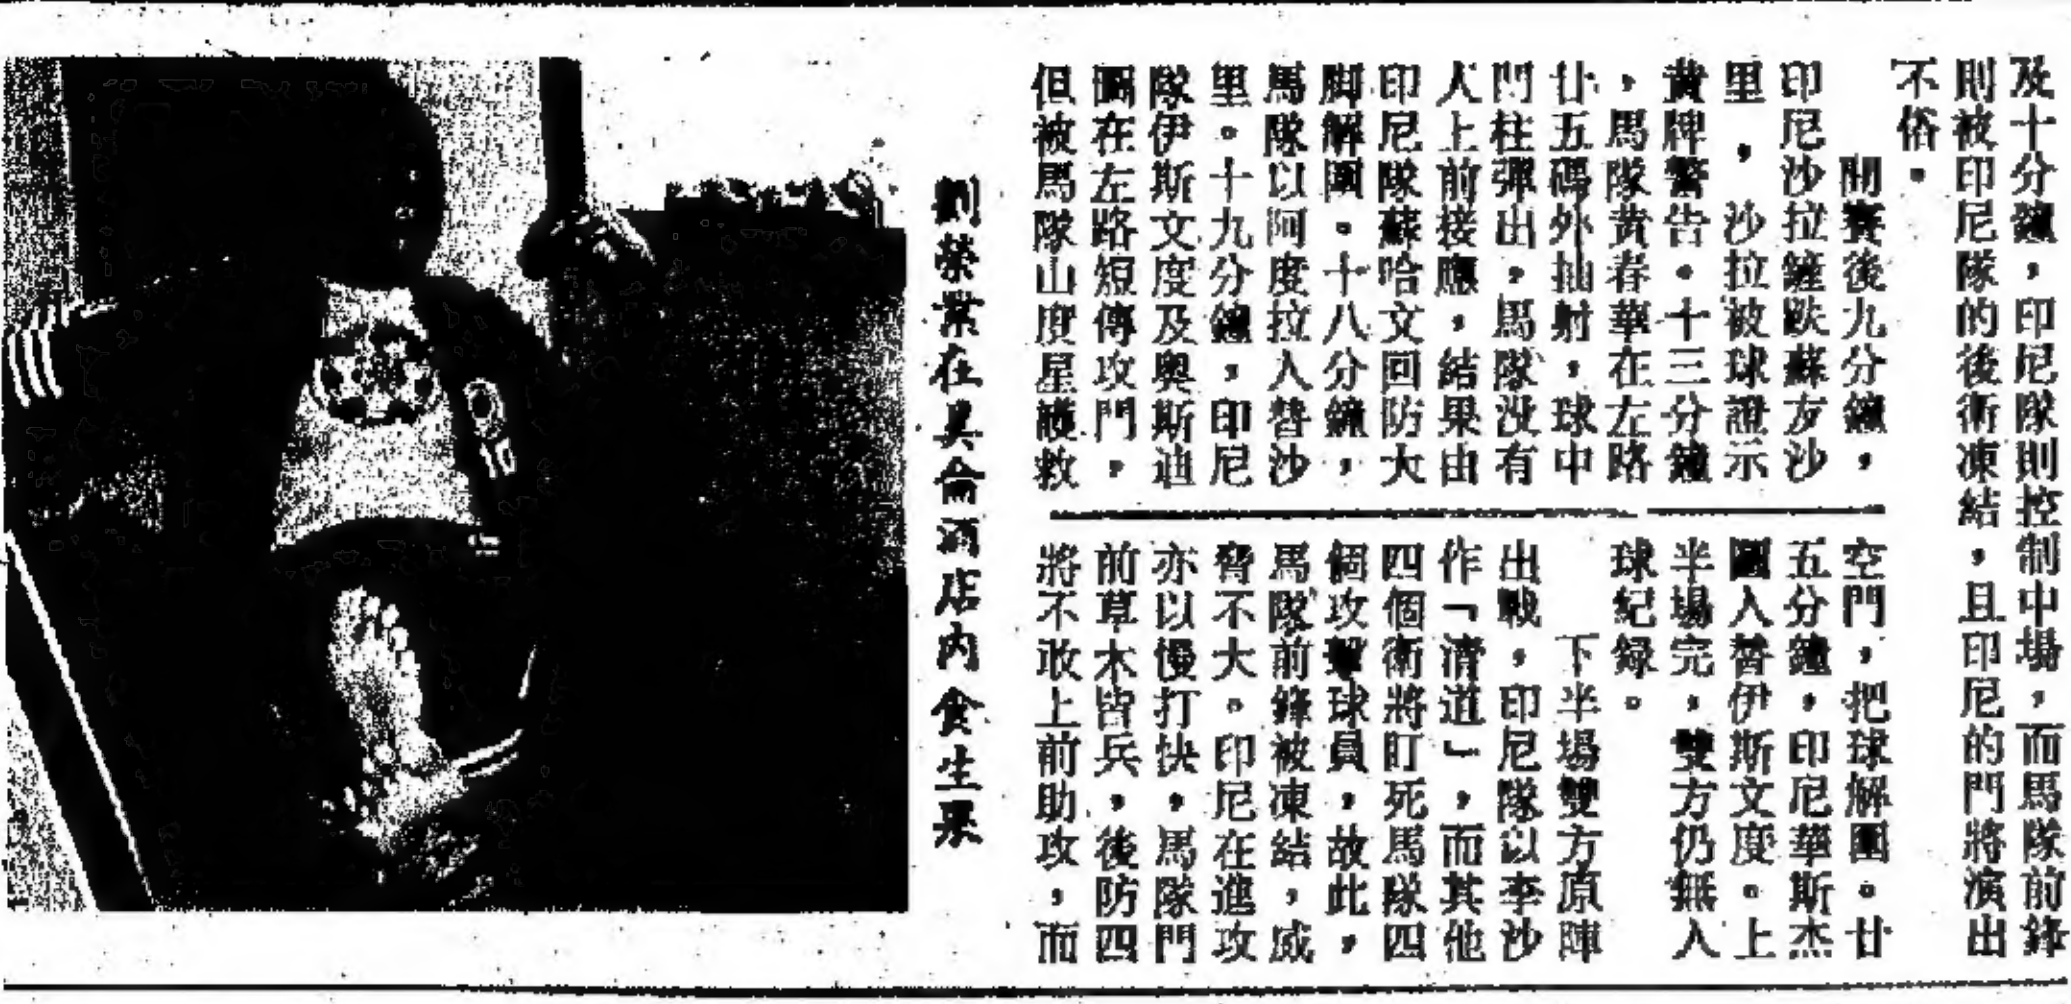 及十分鐘，印尼隊則控制中場，而馬隊前鋒
則被印尼隊的後衛凍結，且印尼的門將演出
不俗。
開賽後九分鐘，
印尼沙拉鏟跌蘇友沙
里，沙拉被球證示
黃牌警告。十三分鐘
，馬隊黃春華在左路
廿五碼外抽射，球中
門柱彈出，馬隊沒有
人上前接應，結果由
印尼隊蘇哈文回防大
脚解圍。十八分鐘，
馬隊以阿度拉入替沙
里。十九分鐘，印尼
隊伊斯文度及奧斯迪
圖在左路短傳攻門，
但被馬隊山度星護救
空門，把球解圍。廿
五分鐘，印尼華斯杰
圖入替伊斯文度。上
半場完，雙方仍無入
球紀録。
下半場雙方原陣
出戰，印尼隊以李沙
作「清道」，而其他
四個衛將盯死馬隊四
個攻擊球員，故此，
馬隊前鋒被凍結，威
脅不大。印尼在進攻
亦以慢打快，馬隊門
前草木皆兵，後防四
將不敢上前助攻，而
劉榮業在具侖酒店內食生果
10